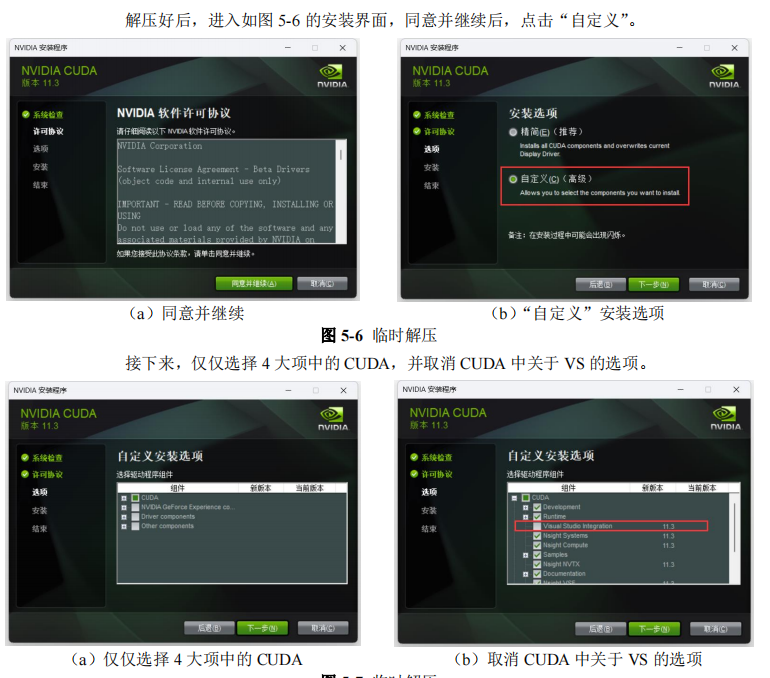 解压好后，进入如图 5-6 的安装界面，同意并继续后，点击“自定义”。
NVIDIA 安装程序
NVIDIA CUDA
版本 11.3
NVIDIA
系统检查
许可协议
选项
安装
结束
NVIDIA 软件许可协议
请仔细阅读以下 NVIDIA 软件许可协议。
NVIDIA Corporation
Software License Agreement - Beta Drivers
(object code and internal use only)
IMPORTANT - READ BEFORE COPYING, INSTALLING OR
USING
Do not use or load any of the software and any
associated materials provided by NVIDIA on
如果您接受此协议条款，请单击同意并继续。
同意并继续(A)
取消(C)
NVIDIA 安装程序
NVIDIA CUDA
版本 11.3
NVIDIA
系统检查
许可协议
选项
安装
结束
安装选项
精简(E)（推荐）
Installs all CUDA components and overwrites current
Display Driver.
自定义(C)（高级）
Allows you to select the components you want to install.
备注：在安装过程中可能会出现闪烁。
后退(B)
下一步(N)
取消(C)
（a）同意并继续
（b）“自定义”安装选项
图 5-6 临时解压
接下来，仅仅选择 4 大项中的 CUDA，并取消 CUDA 中关于 VS 的选项。
NVIDIA 安装程序
NVIDIA CUDA
版本 11.3
NVIDIA
系统检查
许可协议
选项
安装
结束
自定义安装选项
选择驱动程序组件
组件 新版本 当前版本
CUDA
NVIDIA GeForce Experience co...
Driver components
Other components
后退(B)
下一步(N)
取消(C)
NVIDIA 安装程序
NVIDIA CUDA
版本 11.3
NVIDIA
系统检查
许可协议
选项
安装
结束
自定义安装选项
选择驱动程序组件
组件 新版本 当前版本
CUDA
Development
Runtime
Visual Studio Integration 11.3
Nsight Systems 11.3
Nsight Compute 11.3
Samples
Nsight NVTX 11.3
Documentation
后退(B)
下一步(N)
取消(C)
（a）仅仅选择 4 大项中的 CUDA
（b）取消 CUDA 中关于 VS 的选项